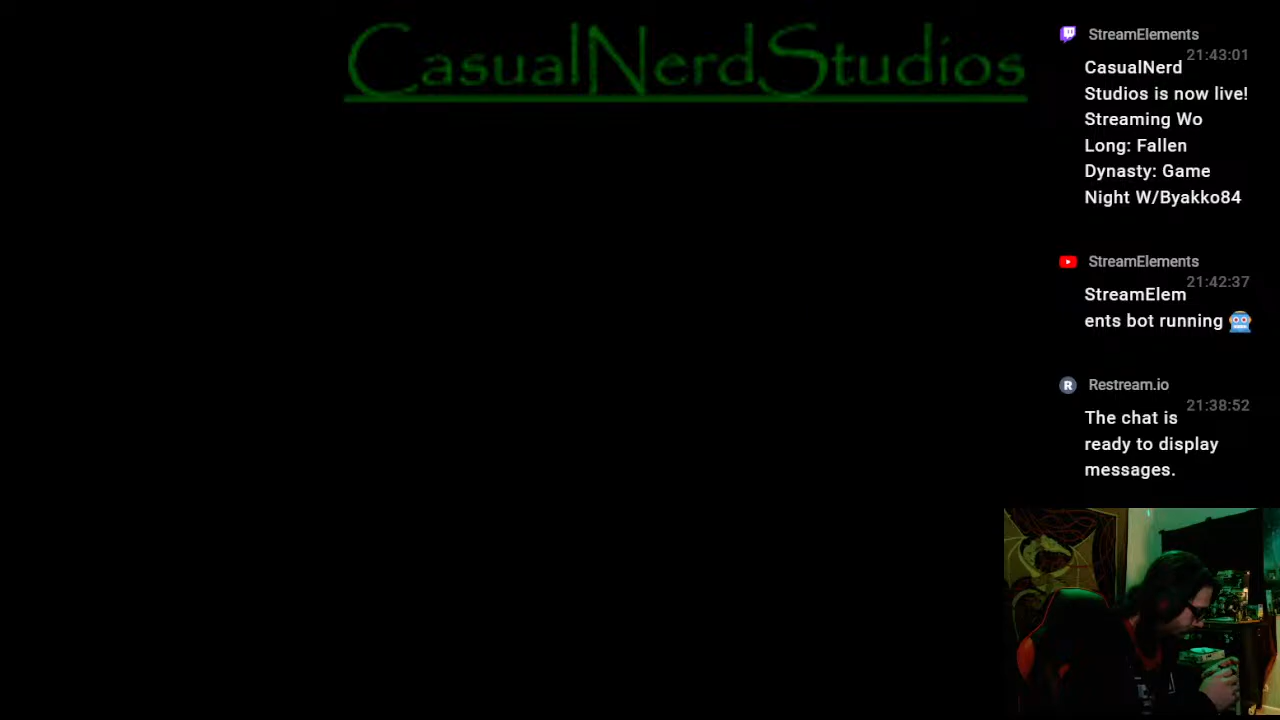 CasualNerdStudios
StreamElements
21:43:01
CasualNerd
Studios is now live!
Streaming Wo
Long: Fallen
Dynasty: Game
Night W/Byakko84
StreamElements
21:42:37
StreamElem
ents bot running
R
Restream.io
21:38:52
The chat is
ready to display
messages.